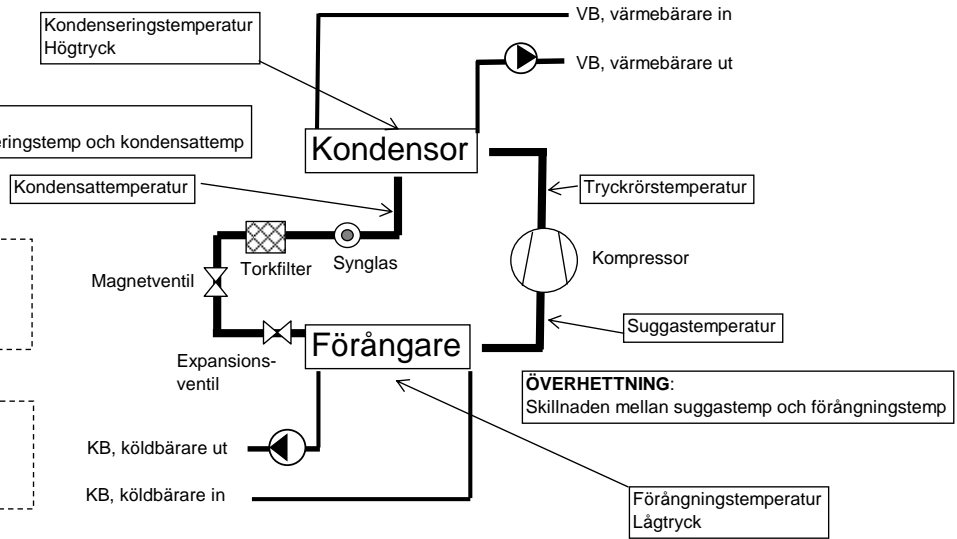 Kondenseringstemperatur
Högtryck
VB, värmebärare in
VB, värmebärare ut
och kondensattemp
Kondensor
Kondensattemperatur
Tryckrörstemperatur
Torkfilter
Synglas
Magnetventil
Kompressor
Suggastemperatur
Förångare
Expansions-
ventil
ÖVERHETTNING:
Skillnaden mellan suggastemp och förångningstemp
KB, köldbärare ut
KB, köldbärare in
Förångningstemperatur
Lågtryck